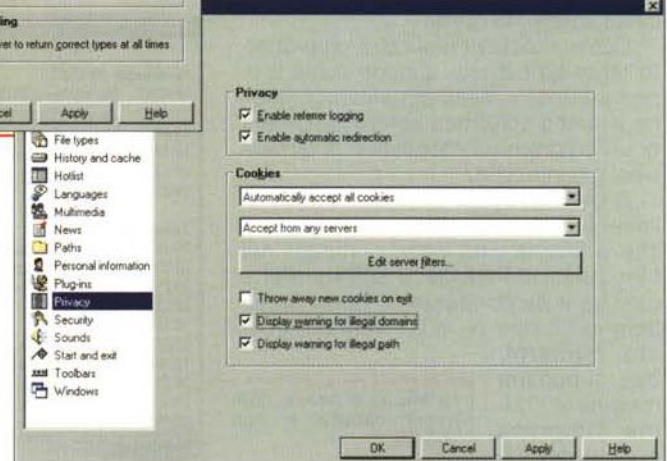 ing
er to return correct types at all times
cel Apply Help
File types
History and cache
Hotlist
Languages
Multimedia
News
Paths
Personal information
Plug-ins
Privacy
Security
Sounds
Start and exit
Toolbars
Windows
Privacy
Enable referrer logging
Enable automatic redirection
Cookies
Automatically accept all cookies
Accept from any servers
Edit server filters...
Throw away new cookies on exit
Display warning for illegal domains
Display warning for illegal path
OK Cancel Apply Help